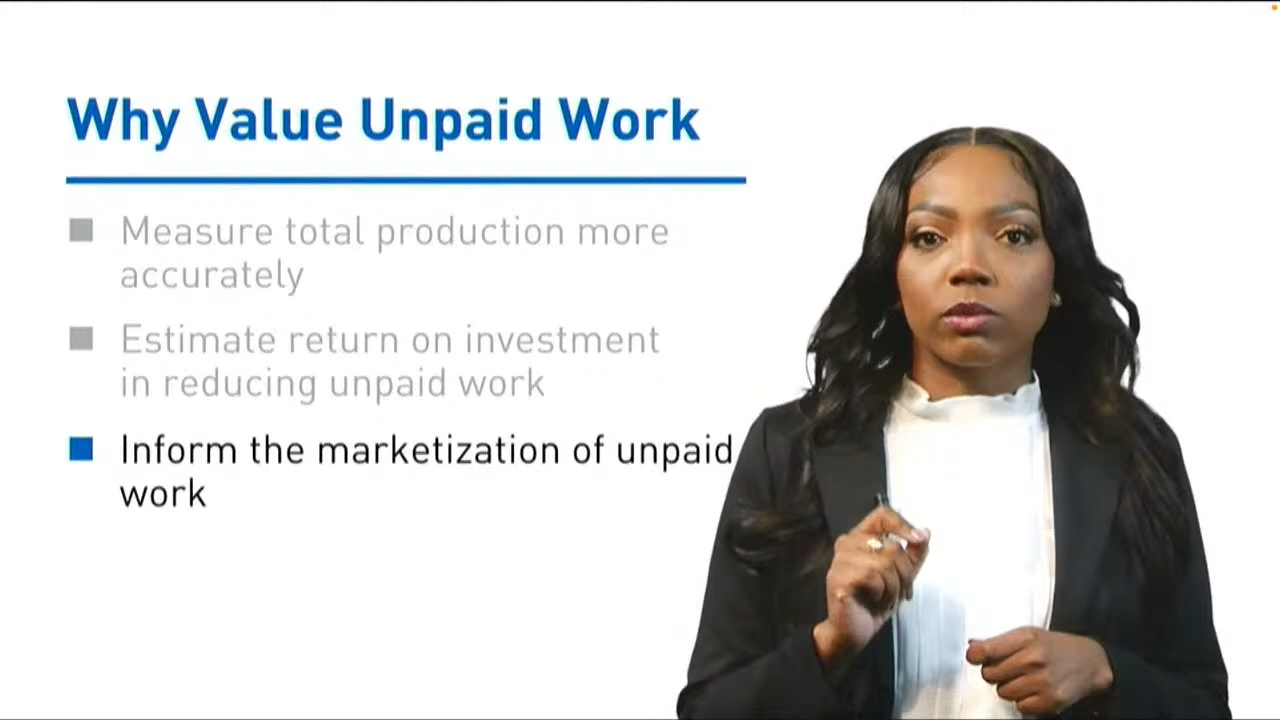 Why Value Unpaid Work
Measure total production more
accurately
Estimate return on investment
in reducing unpaid work
Inform the marketization of unpaid
work